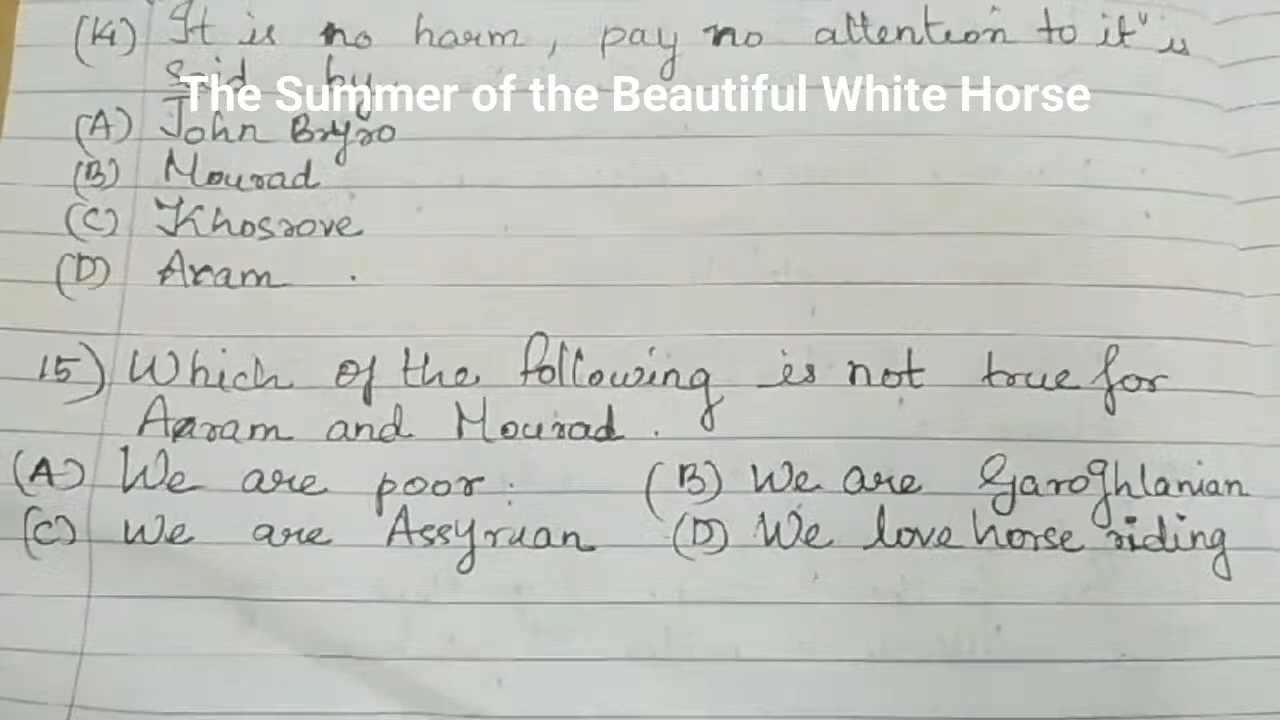 (14) It is no harm, pay no attention to it" is
said by
The Summer of the Beautiful White Horse
(A) John Bryro
(B) Mourad
(C) Khosrove
(D) Aram .
15) Which of the following is not true for
Aaram and Mourad .
(A) We are poor. (B) We are Garoghlanian
(C) We are Assyruan (D) We love horse riding